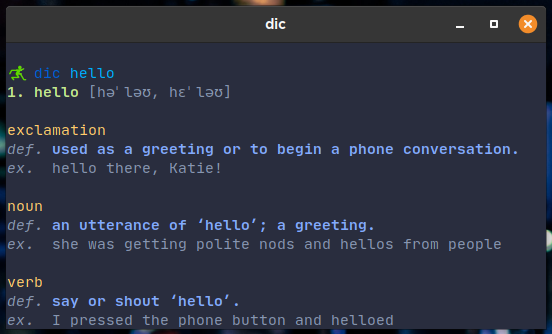 dic
dic hello
1. hello [həˈləʊ, hɛˈləʊ]
exclamation
def. used as a greeting or to begin a phone conversation.
ex. hello there, Katie!
noun
def. an utterance of ‘hello’; a greeting.
ex. she was getting polite nods and hellos from people
verb
def. say or shout ‘hello’.
ex. I pressed the phone button and helloed